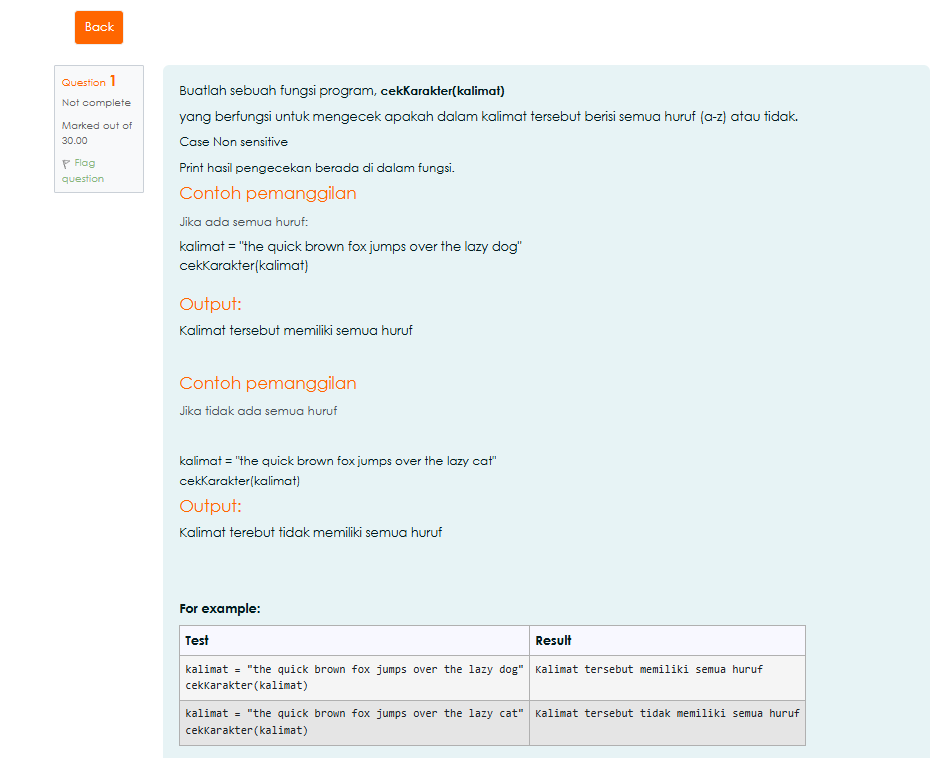 Back
Question 1
Not complete
Marked out of
30.00
Flag
question
Buatlah sebuah fungsi program, cekKarakter(kalimat)
yang berfungsi untuk mengecek apakah dalam kalimat tersebut berisi semua huruf (a-z) atau tidak.
Case Non sensitive
Print hasil pengecekan berada di dalam fungsi.
Contoh pemanggilan
Jika ada semua huruf:
kalimat = "the quick brown fox jumps over the lazy dog"
cekKarakter(kalimat)
Output:
Kalimat tersebut memiliki semua huruf
Contoh pemanggilan
Jika tidak ada semua huruf
kalimat = "the quick brown fox jumps over the lazy cat"
cekKarakter(kalimat)
Output:
Kalimat terebut tidak memiliki semua huruf
For example:
Test Result
kalimat = "the quick brown fox jumps over the lazy dog" Kalimat tersebut memiliki semua huruf
cekKarakter(kalimat)
kalimat = "the quick brown fox jumps over the lazy cat" Kalimat tersebut tidak memiliki semua huruf
cekKarakter(kalimat)